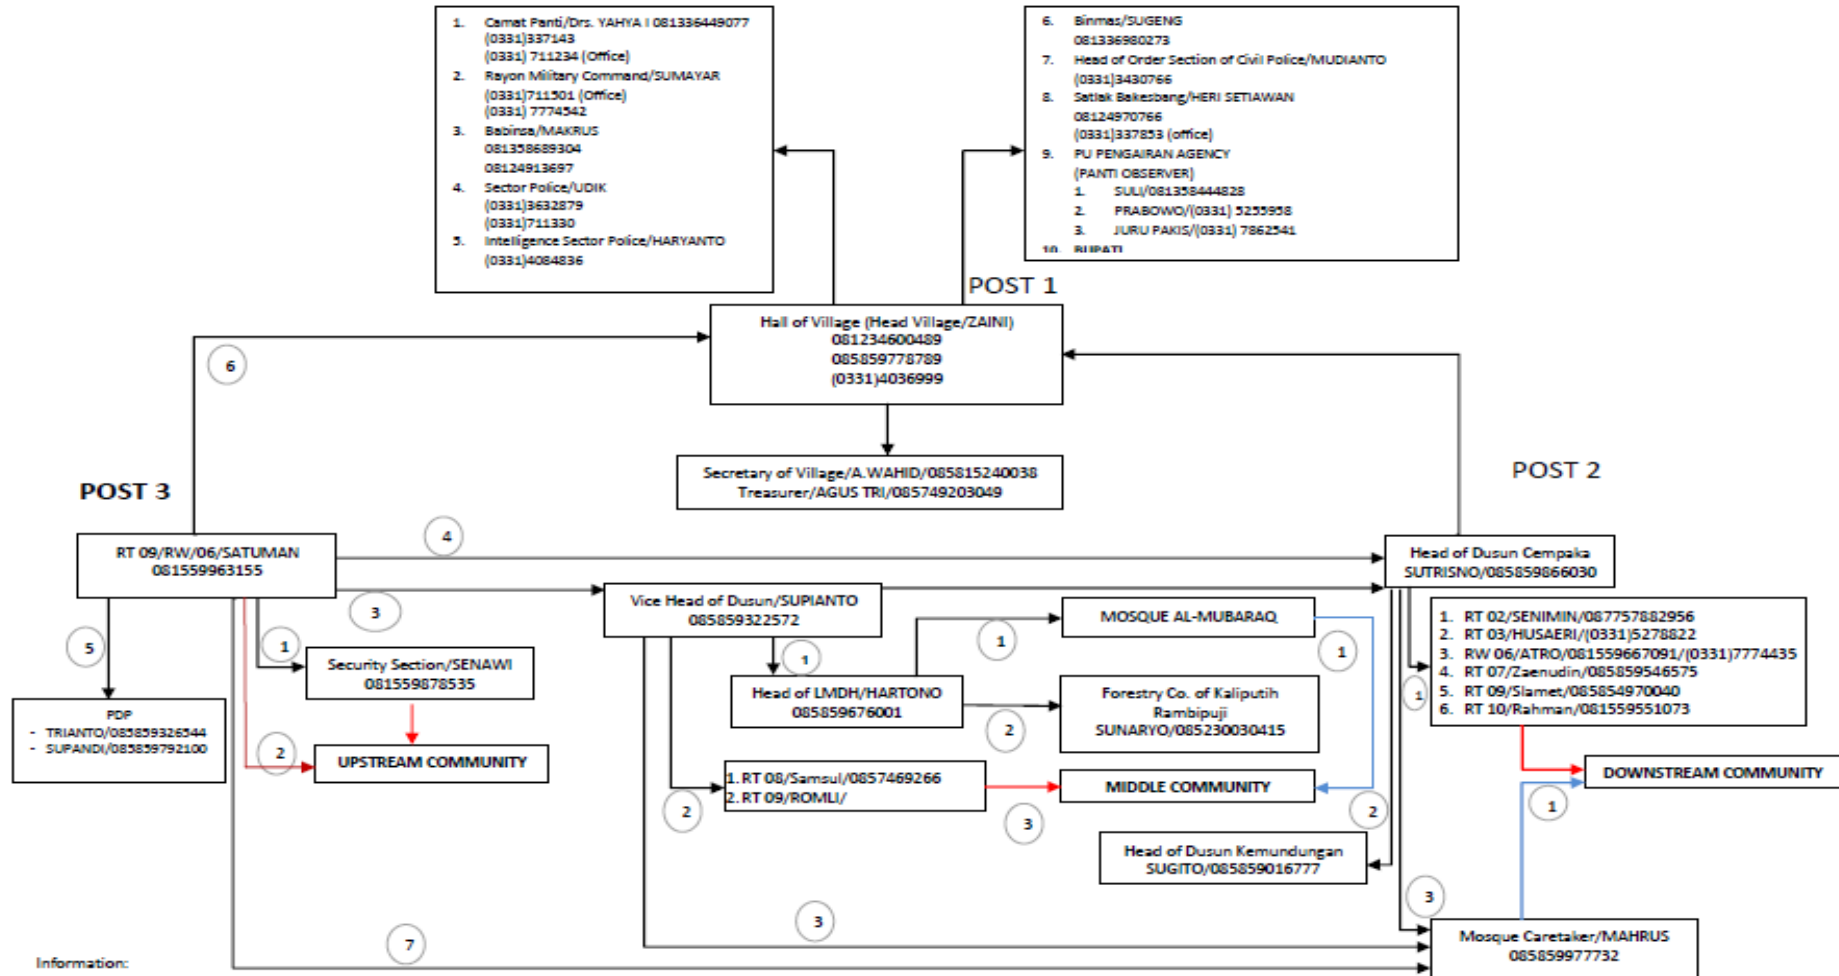 1. Camat Panti/Drs. YAHYA I 081336449077
(0331)337143
(0331) 711234 (Office)
2. Rayon Military Command/SUMAYAR
(0331)711501 (Office)
(0331) 7774542
3. Babinsa/MAKRUS
081358689304
08124913697
4. Sector Police/UDIK
(0331)3632879
(0331)711330
5. Intelligence Sector Police/HARYANTO
(0331)4084836
6. Binmas/SUGENG
081336980273
7. Head of Order Section of Civil Police/MUDIANTO
(0331)3430766
8. Satlak Bakesbang/HERI SETIAWAN
08124970766
(0331)337853 (office)
9. PU PENGAIRAN AGENCY
(PANTI OBSERVER)
1. SULI/081358444828
2. PRABOWO/(0331) 5255958
3. JURU PAKIS/(0331) 7862541
10. BUPATI
POST 1
Hall of Village (Head Village/ZAINI)
081234600489
085859778789
(0331)4036999
6
Secretary of Village/A.WAHID/085815240038
Treasurer/AGUS TRI/085749203049
POST 3
POST 2
RT 09/RW/06/SATUMAN
081559963155
4
3
Head of Dusun Cempaka
SUTRISNO/085859866030
Vice Head of Dusun/SUPIANTO
085859322572
5
1
Security Section/SENAWI
081559878535
PDP
- TRIANTO/085859326544
- SUPANDI/085859792100
2
UPSTREAM COMMUNITY
1
Head of LMDH/HARTONO
085859676001
1
MOSQUE AL-MUBARAQ
1
2
Forestry Co. of Kaliputih
Rambipuji
SUNARYO/085230030415
1
1. RT 02/SENIMIN/087757882956
2. RT 03/HUSAERI/(0331)5278822
3. RW 06/ATRO/081559667091/(0331)7774435
4. RT 07/Zaenudin/085859546575
5. RT 09/Slamet/085854970040
6. RT 10/Rahman/081559551073
2
1. RT 08/Samsul/0857469266
2. RT 09/ROMLI/
3
MIDDLE COMMUNITY
2
DOWNSTREAM COMMUNITY
1
Head of Dusun Kemundungan
SUGITO/085859016777
3
3
Mosque Caretaker/MAHRUS
085859977732
7
Information: